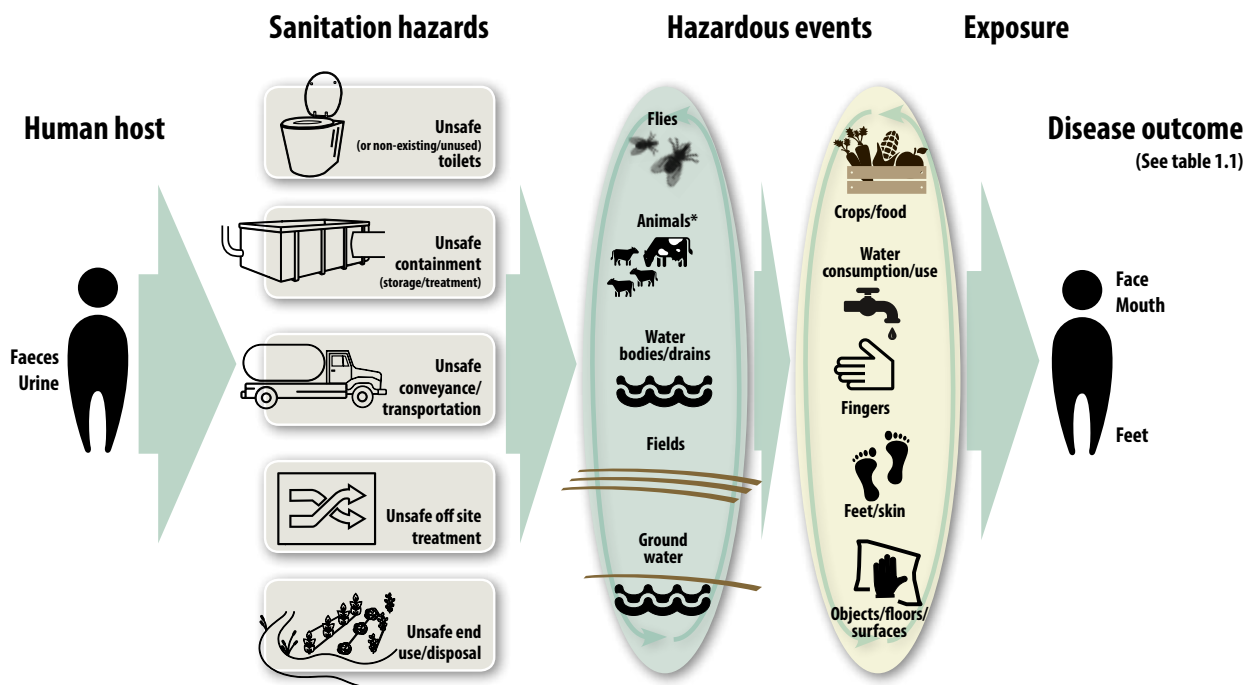 Sanitation hazards
Hazardous events
Exposure
Human host
Disease outcome
(See table 1.1)
Faeces
Urine
Unsafe
(or non-existing/unused)
toilets
Unsafe
containment
(storage/treatment)
Unsafe
conveyance/
transportation
Unsafe off site
treatment
Unsafe end
use/disposal
Flies
Animals*
Water
bodies/drains
Fields
Ground
water
Crops/food
Water
consumption/use
Fingers
Feet/skin
Objects/floors/
surfaces
Face
Mouth
Feet